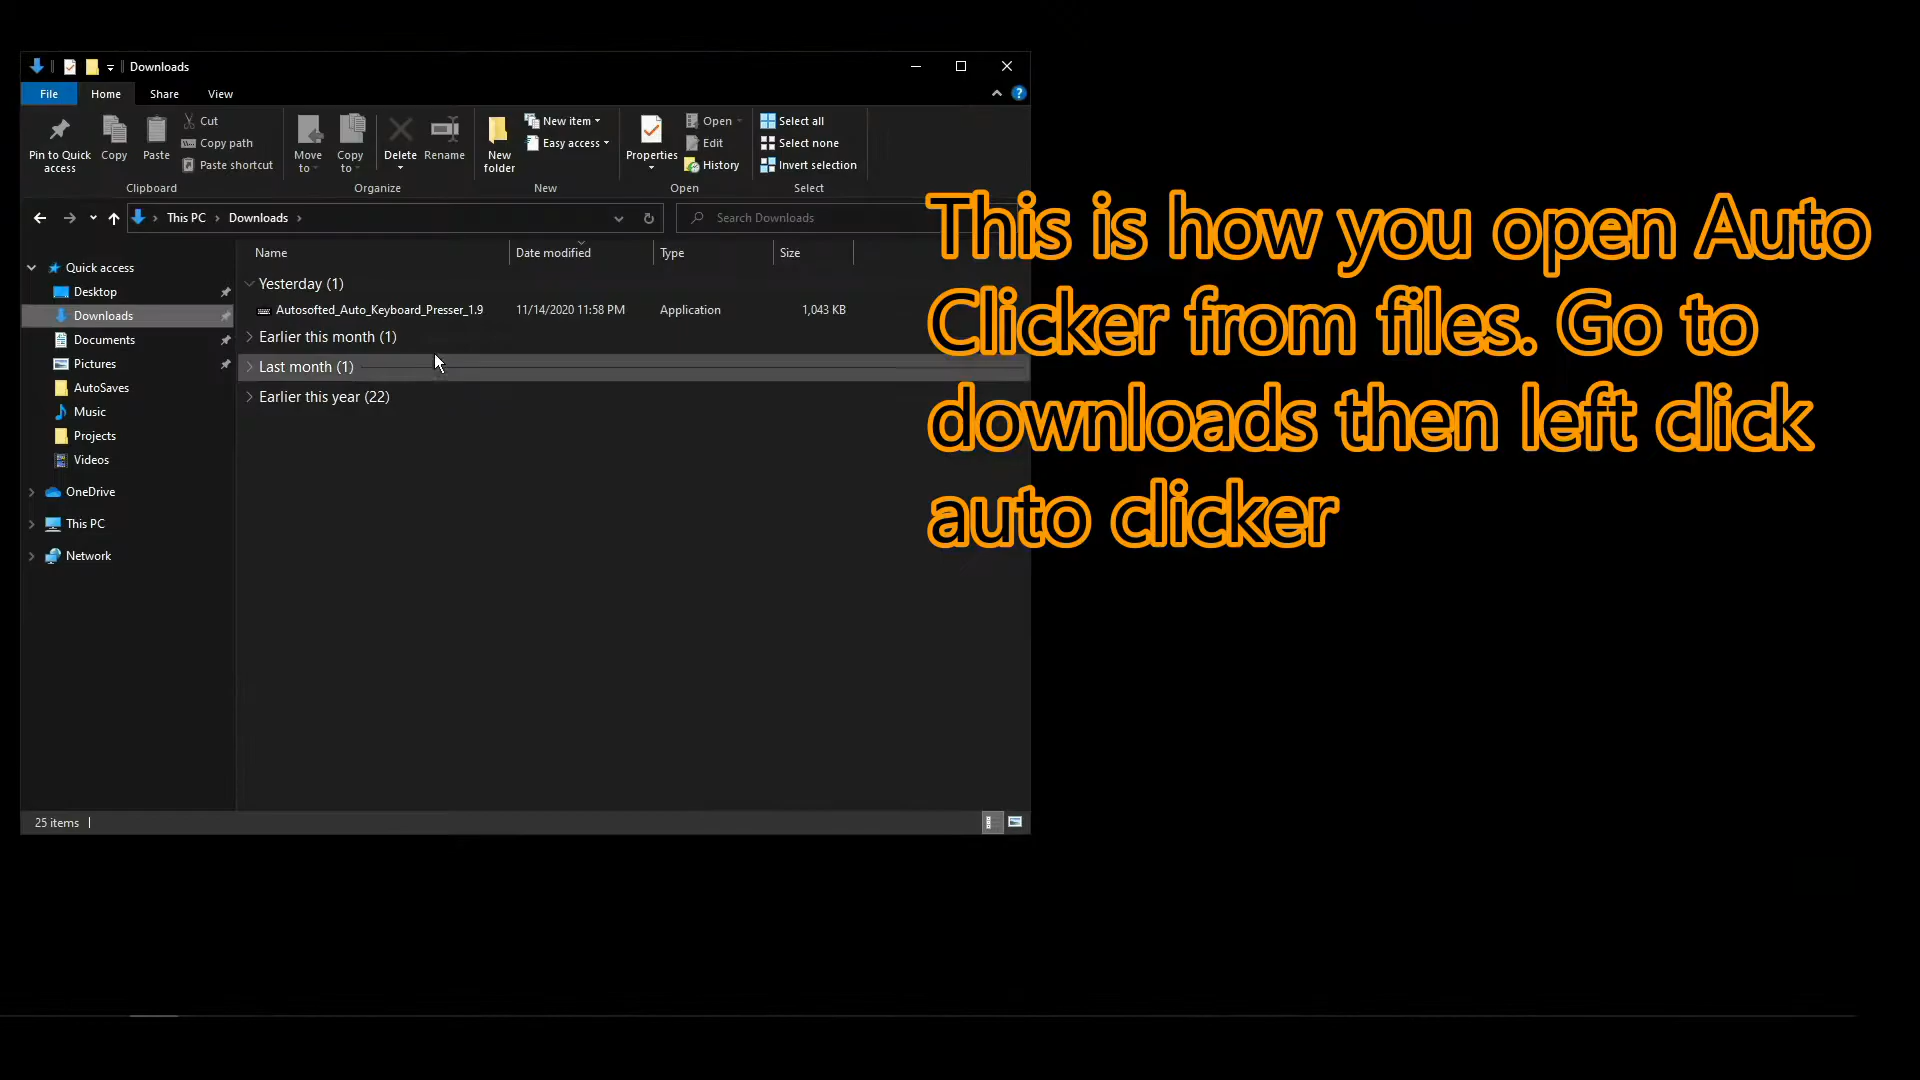 Downloads
File Home Share View
Pin to Quick access
Copy
Paste
Cut
Copy path
Paste shortcut
Clipboard
Move to
Copy to
Delete
Rename
Organize
New folder
New item
Easy access
New
Properties
Open
Edit
History
Open
Select all
Select none
Invert selection
Select
This PC Downloads
Search Downloads
Name Date modified Type Size
Quick access
Desktop
Downloads
Documents
Pictures
AutoSaves
Music
Projects
Videos
OneDrive
This PC
Network
Yesterday (1)
Autosofted_Auto_Keyboard_Presser_1.9 11/14/2020 11:58 PM Application 1,043 KB
Earlier this month (1)
Last month (1)
Earlier this year (22)
25 items
This is how you open Auto
Clicker from files. Go to
downloads then left click
auto clicker